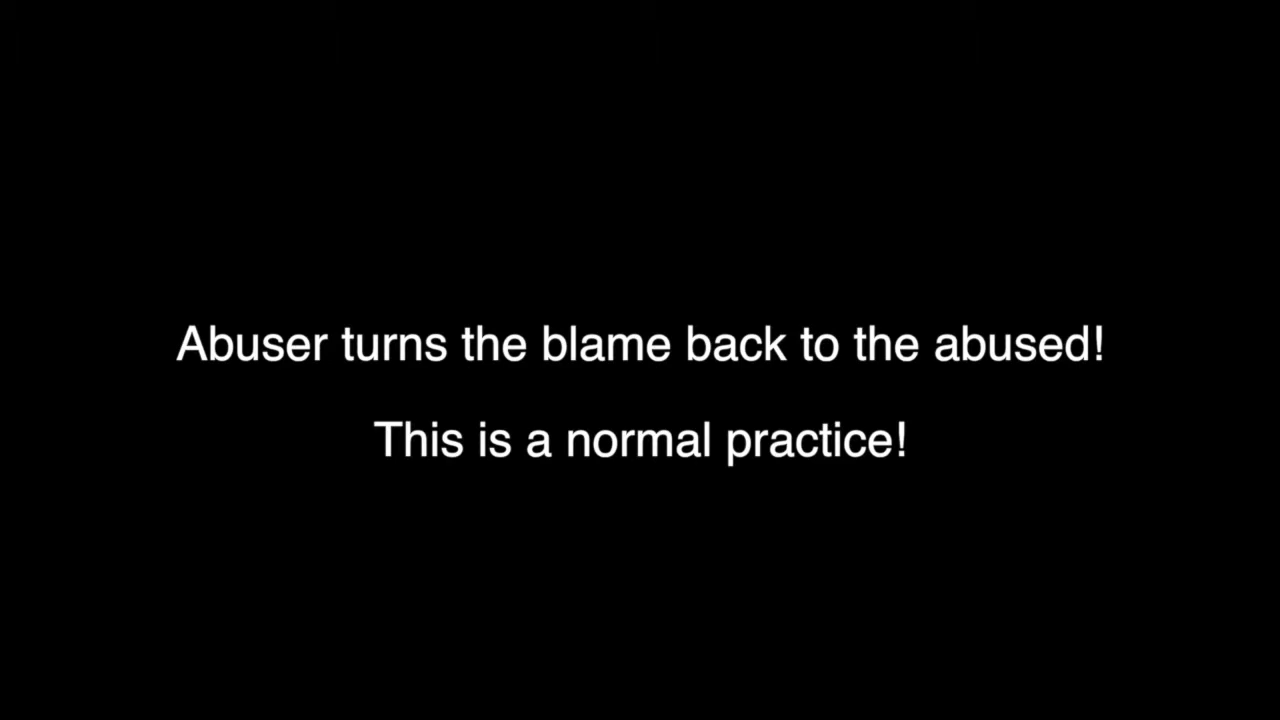 Abuser turns the blame back to the abused!
This is a normal practice!